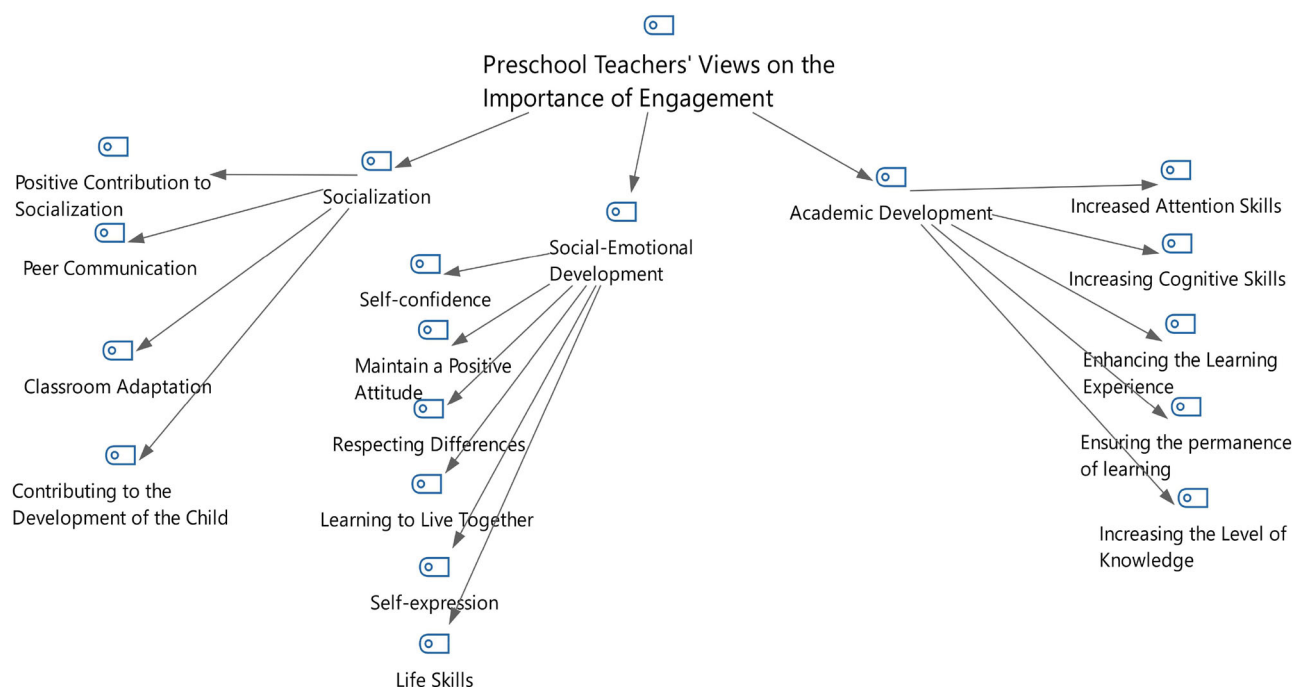 Preschool Teachers' Views on the
Importance of Engagement
Socialization
Positive Contribution to
Socialization
Peer Communication
Classroom Adaptation
Contributing to the
Development of the Child
Social-Emotional
Development
Self-confidence
Maintain a Positive
Attitude
Respecting Differences
Learning to Live Together
Self-expression
Life Skills
Academic Development
Increased Attention Skills
Increasing Cognitive Skills
Enhancing the Learning
Experience
Ensuring the permanence
of learning
Increasing the Level of
Knowledge